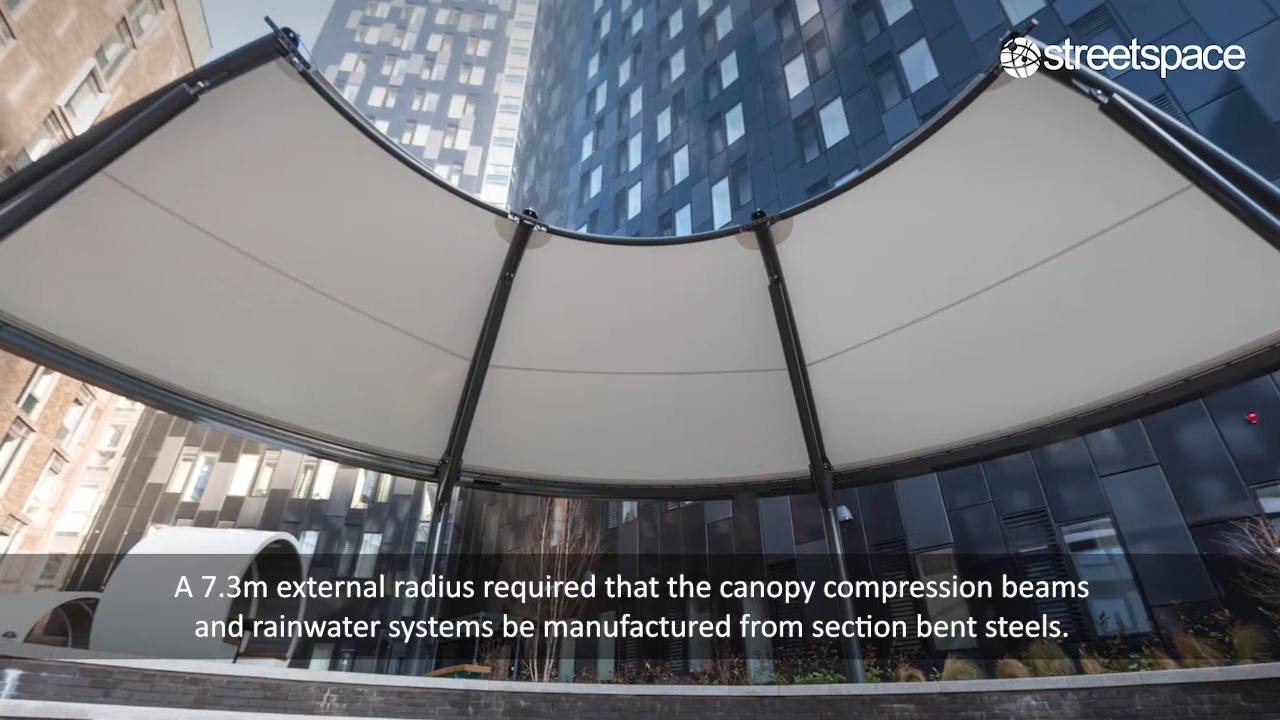 streetspace
A 7.3m external radius required that the canopy compression beams
and rainwater systems be manufactured from section bent steels.